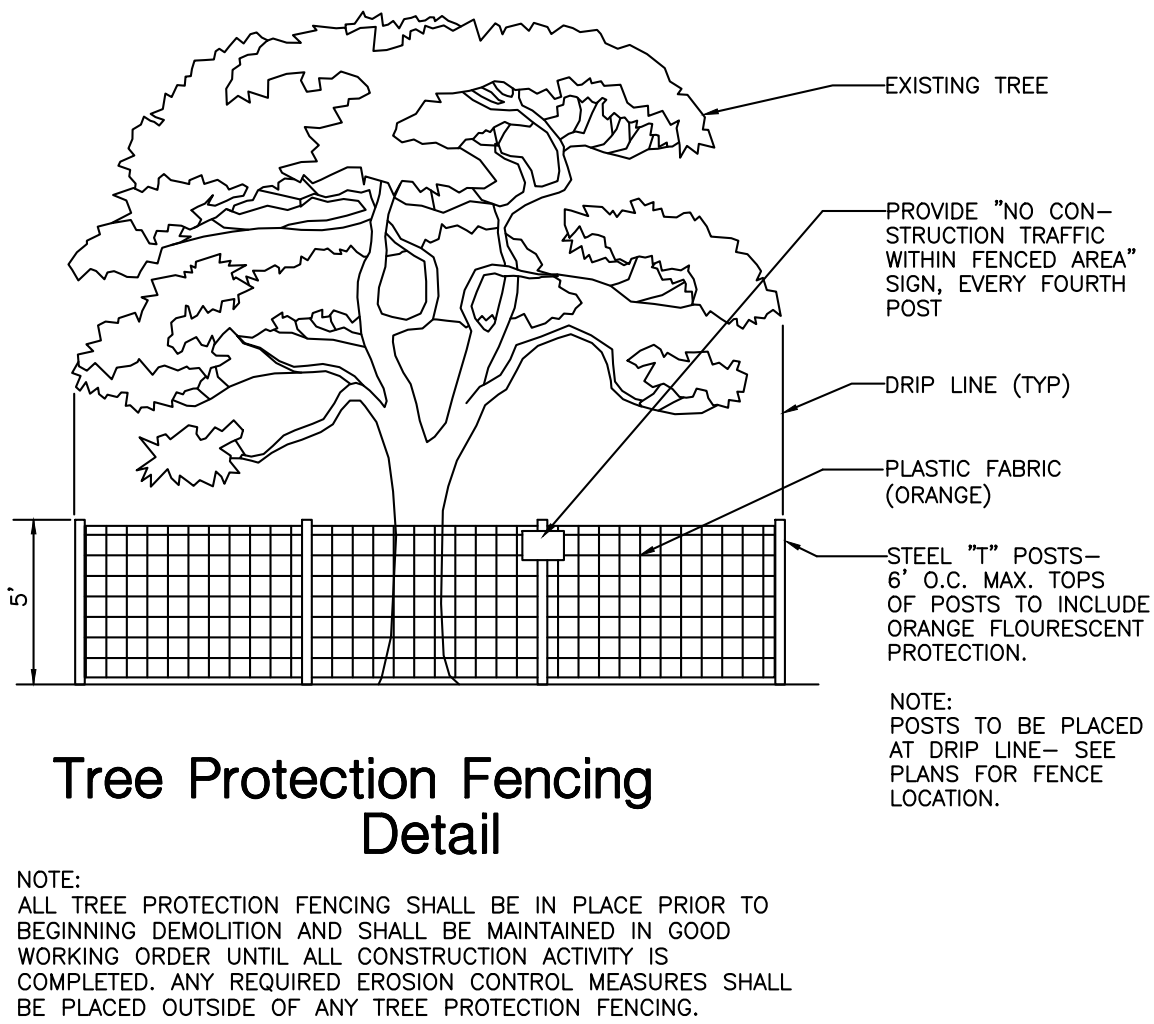 EXISTING TREE
PROVIDE "NO CON-
STRUCTION TRAFFIC
WITHIN FENCED AREA"
SIGN, EVERY FOURTH
POST
DRIP LINE (TYP)
PLASTIC FABRIC
(ORANGE)
STEEL "T" POSTS-
6' O.C. MAX. TOPS
OF POSTS TO INCLUDE
ORANGE FLOURESCENT
PROTECTION.
NOTE:
POSTS TO BE PLACED
AT DRIP LINE- SEE
PLANS FOR FENCE
LOCATION.
5'
Tree Protection Fencing
Detail
NOTE:
ALL TREE PROTECTION FENCING SHALL BE IN PLACE PRIOR TO
BEGINNING DEMOLITION AND SHALL BE MAINTAINED IN GOOD
WORKING ORDER UNTIL ALL CONSTRUCTION ACTIVITY IS
COMPLETED. ANY REQUIRED EROSION CONTROL MEASURES SHALL
BE PLACED OUTSIDE OF ANY TREE PROTECTION FENCING.